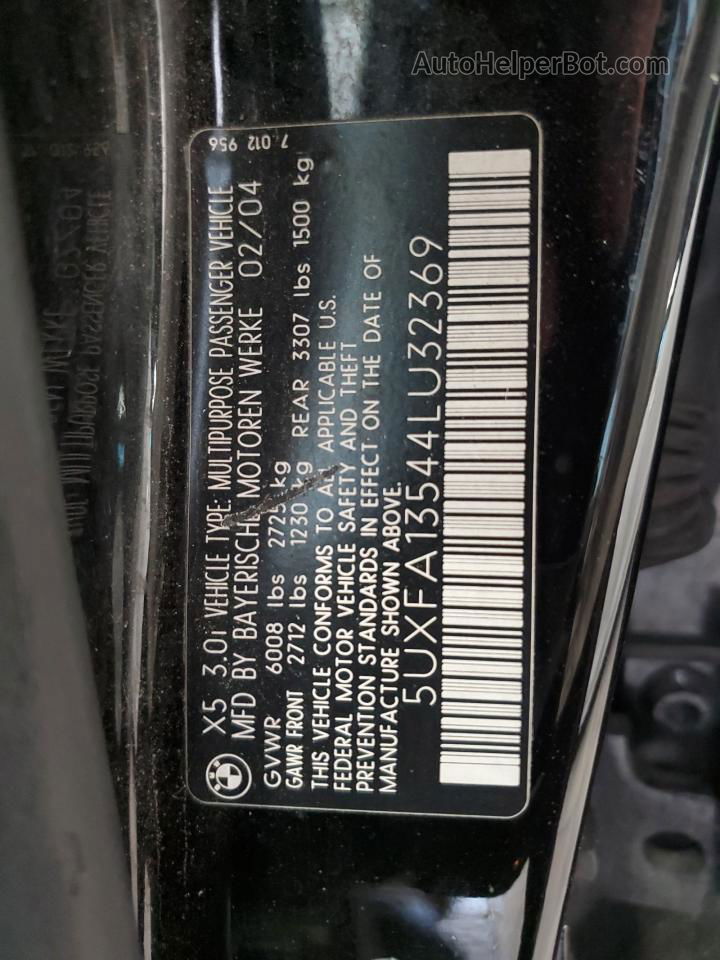 AutoHelperBot.com
7 012 956
X5 3.0i VEHICLE TYPE: MULTIPURPOSE PASSENGER VEHICLE
MFD BY BAYERISCHE MOTOREN WERKE 02/04
GVWR 6008 lbs 2725 kg
GAWR FRONT 2712 lbs 1230 kg REAR 3307 lbs 1500 kg
THIS VEHICLE CONFORMS TO ALL APPLICABLE U.S.
FEDERAL MOTOR VEHICLE SAFETY AND THEFT
PREVENTION STANDARDS IN EFFECT ON THE DATE OF
MANUFACTURE SHOWN ABOVE.
5UXFA13544LU32369